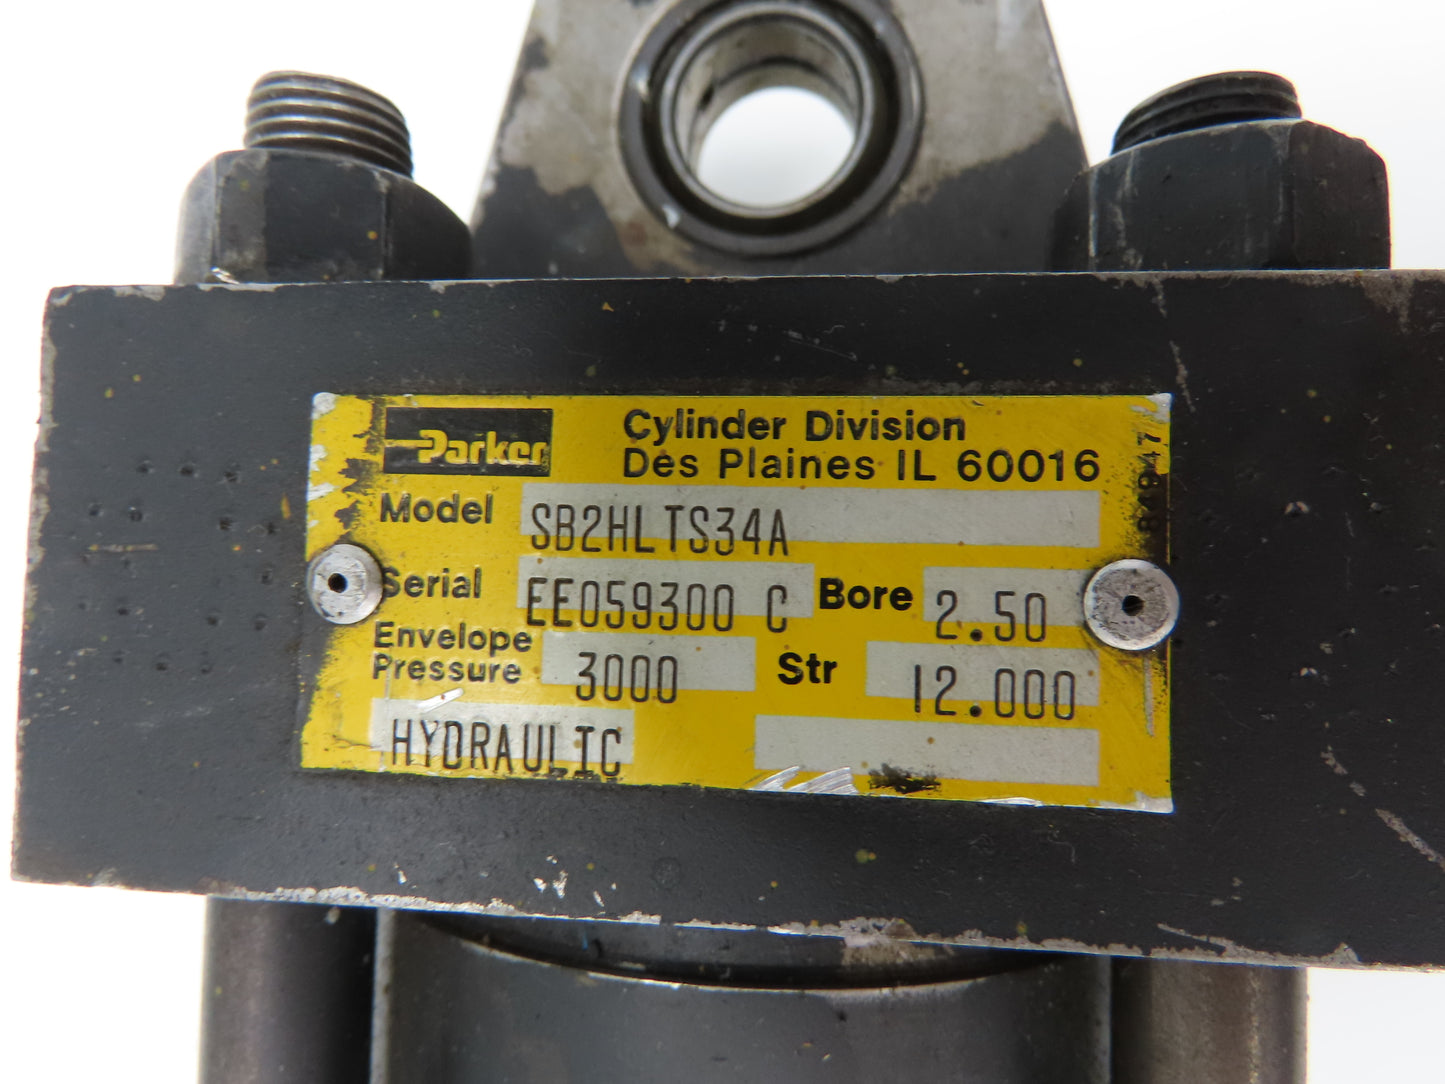 Parker
Cylinder Division
Des Plaines IL 60016
Model SB2HLTS34A
Serial EE059300 C Bore 2.50
Envelope
Pressure 3000 Str 12.000
HYDRAULIC